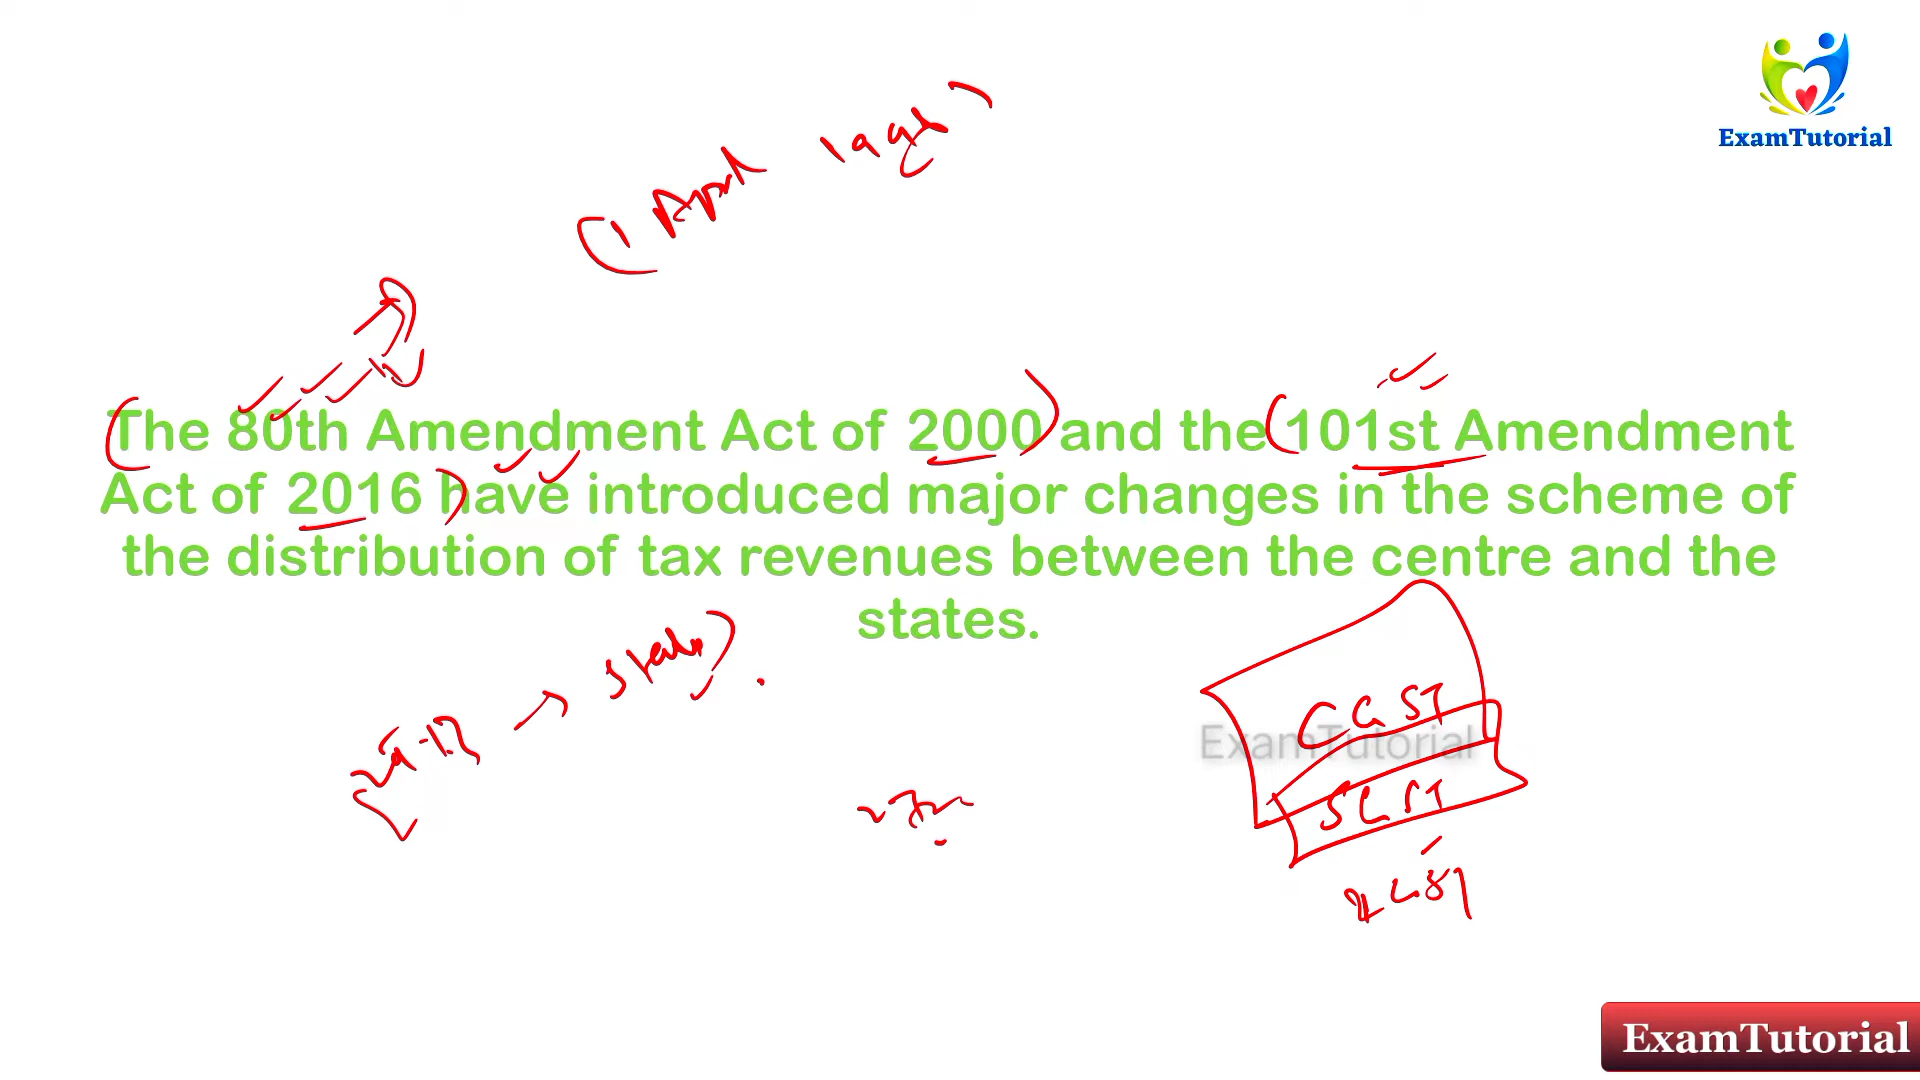 ExamTutorial
(1 April 1996)
The 80th Amendment Act of 2000 and the 101st Amendment
Act of 2016 have introduced major changes in the scheme of
the distribution of tax revenues between the centre and the
states.
→ states
CGST
ExamTutorial
SGST
ExamTutorial